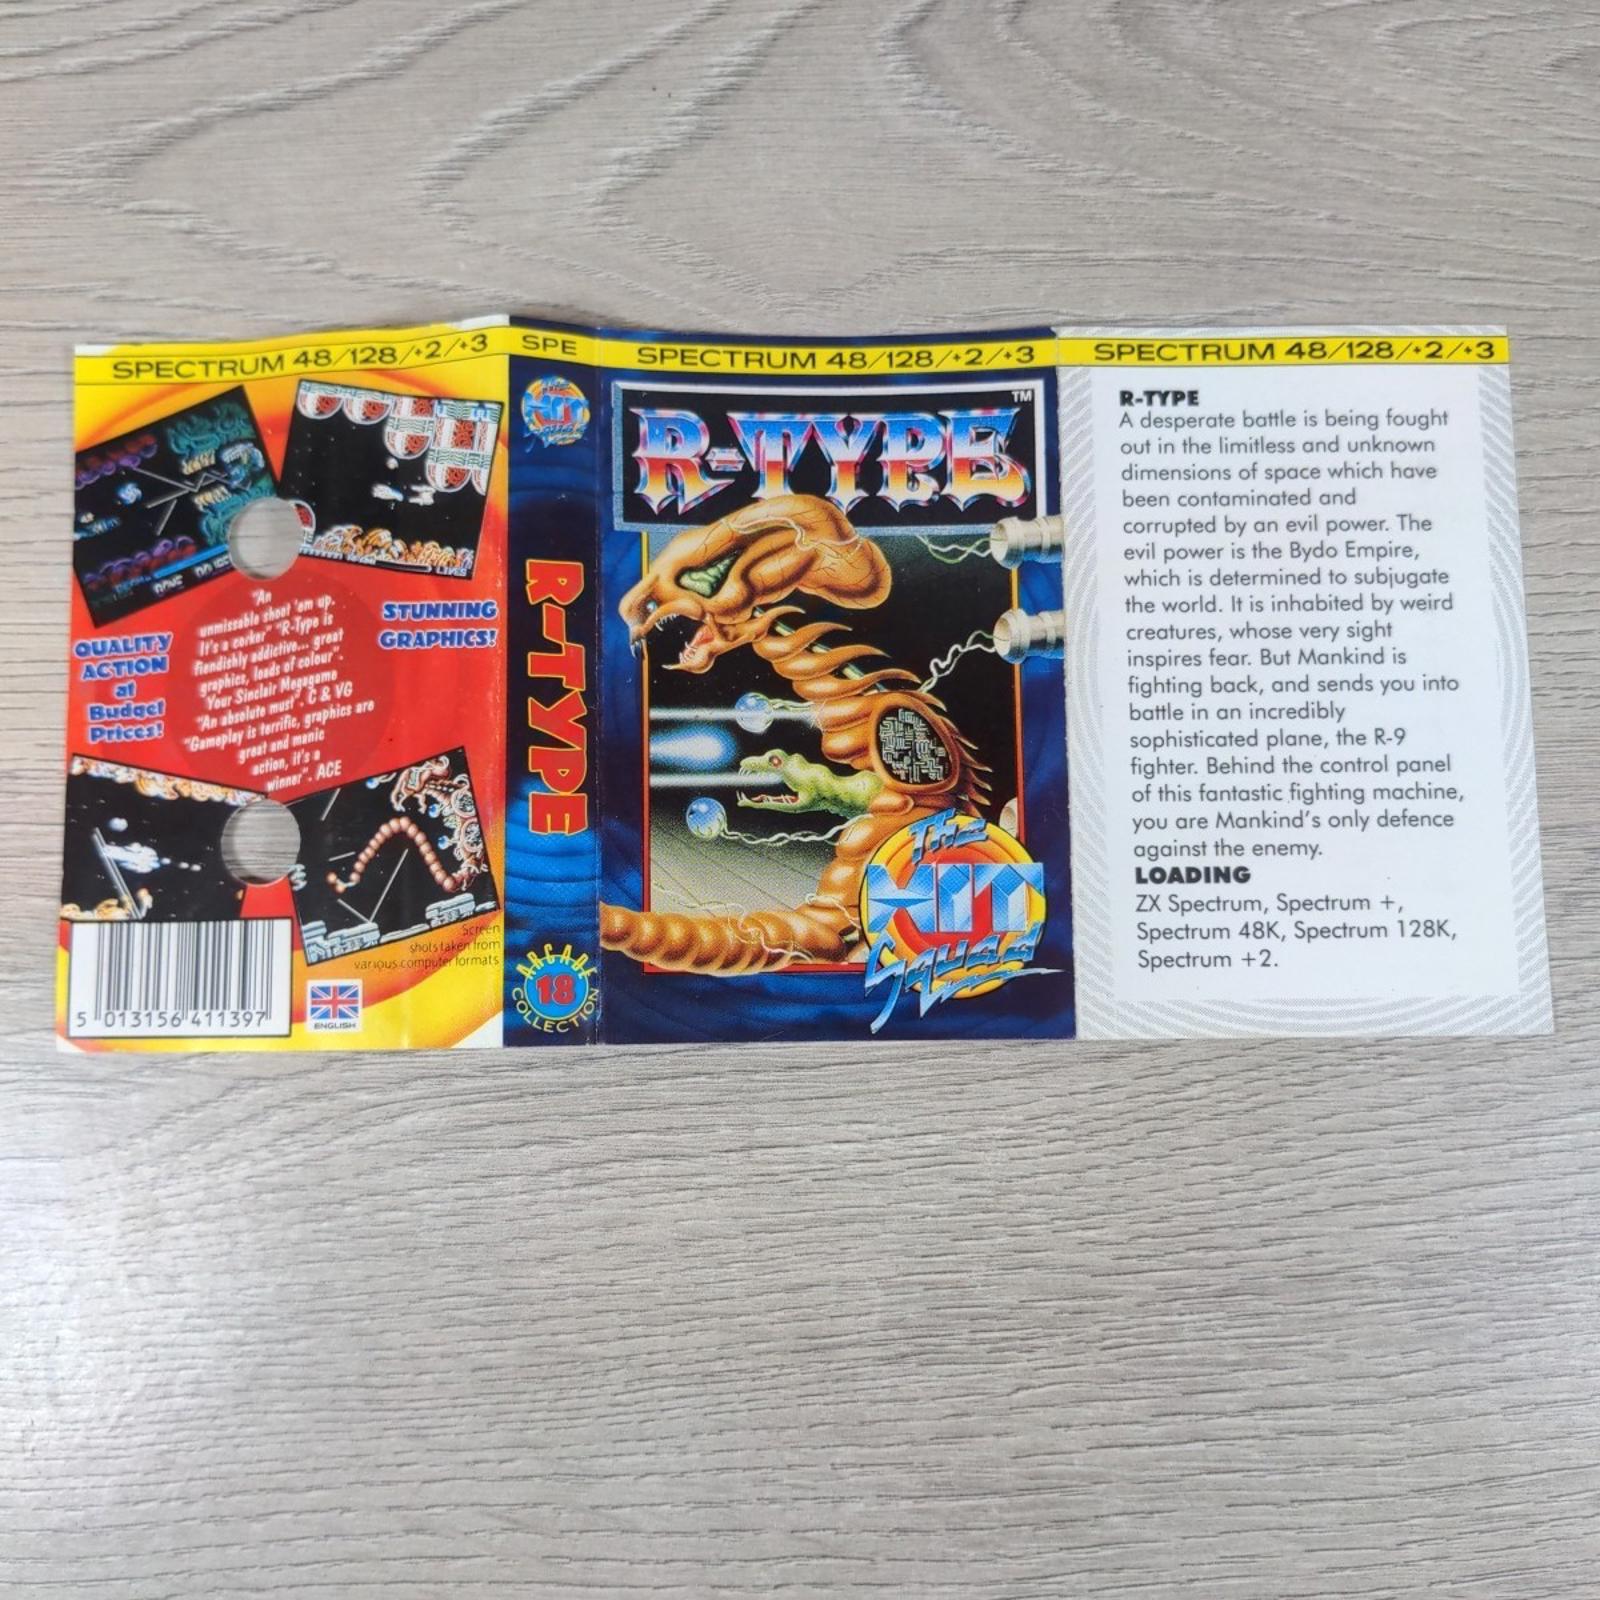 SPECTRUM 48/128/+2/+3
QUALITY
ACTION
at
Budget
Prices!
STUNNING
GRAPHICS!
"An
unmissable shoot 'em up.
It's a corker" "R-Type is
fiendishly addictive... great
graphics, loads of colour".
Your Sinclair Megagame
"An absolute must". C & VG
"Gameplay is terrific, graphics are
great and manic
action, it's a
winner". ACE
Screen
shots taken from
various computer formats
5 013156 411397
ENGLISH
SPE
The
HIT
Squad
R-TYPE
ARCADE
18
COLLECTION
SPECTRUM 48/128/+2/+3
R-TYPE™
The
HIT
Squad
SPECTRUM 48/128/+2/+3
R-TYPE
A desperate battle is being fought
out in the limitless and unknown
dimensions of space which have
been contaminated and
corrupted by an evil power. The
evil power is the Bydo Empire,
which is determined to subjugate
the world. It is inhabited by weird
creatures, whose very sight
inspires fear. But Mankind is
fighting back, and sends you into
battle in an incredibly
sophisticated plane, the R-9
fighter. Behind the control panel
of this fantastic fighting machine,
you are Mankind's only defence
against the enemy.
LOADING
ZX Spectrum, Spectrum +,
Spectrum 48K, Spectrum 128K,
Spectrum +2.